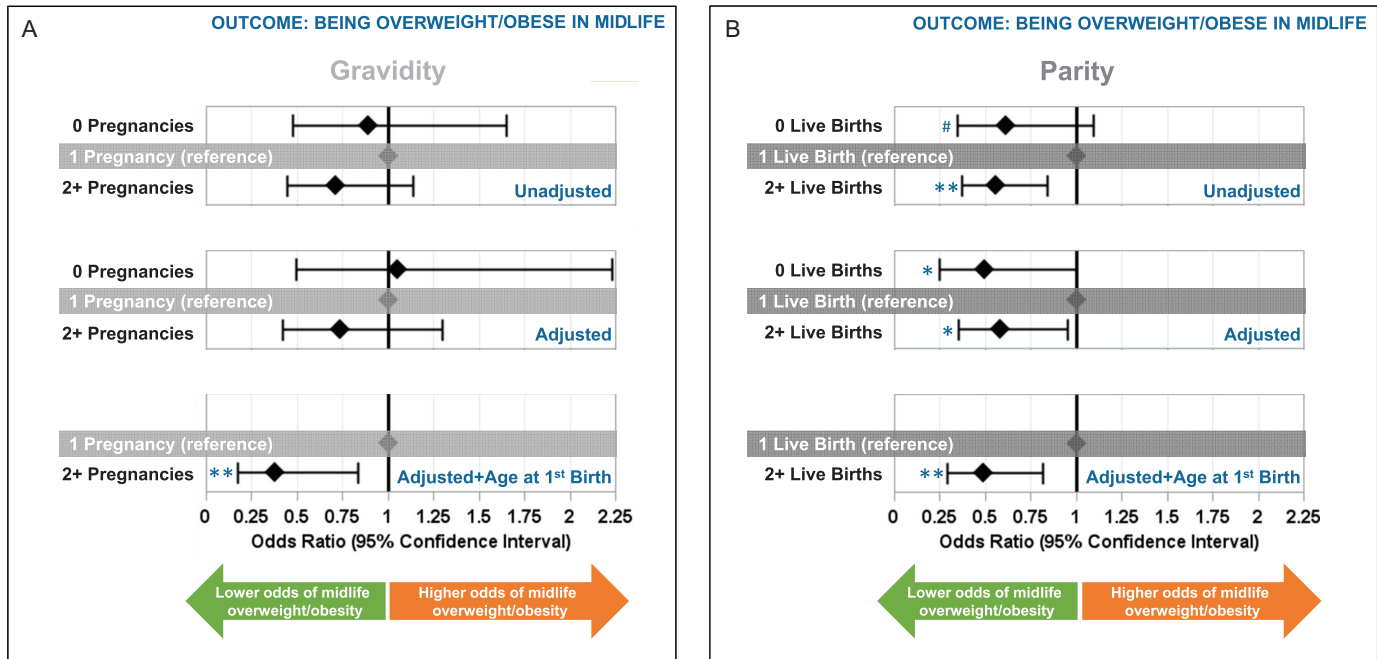 A
OUTCOME: BEING OVERWEIGHT/OBESE IN MIDLIFE
Gravidity
0 Pregnancies
1 Pregnancy (reference)
2+ Pregnancies
Unadjusted
0 Pregnancies
1 Pregnancy (reference)
2+ Pregnancies
Adjusted
1 Pregnancy (reference)
2+ Pregnancies
**
Adjusted+Age at 1st Birth
0 0.25 0.5 0.75 1 1.25 1.5 1.75 2 2.25
Odds Ratio (95% Confidence Interval)
Lower odds of midlife
overweight/obesity
Higher odds of midlife
overweight/obesity
B
OUTCOME: BEING OVERWEIGHT/OBESE IN MIDLIFE
Parity
0 Live Births
#
1 Live Birth (reference)
2+ Live Births
**
Unadjusted
0 Live Births
*
1 Live Birth (reference)
2+ Live Births
*
Adjusted
1 Live Birth (reference)
2+ Live Births
**
Adjusted+Age at 1st Birth
0 0.25 0.5 0.75 1 1.25 1.5 1.75 2 2.25
Odds Ratio (95% Confidence Interval)
Lower odds of midlife
overweight/obesity
Higher odds of midlife
overweight/obesity